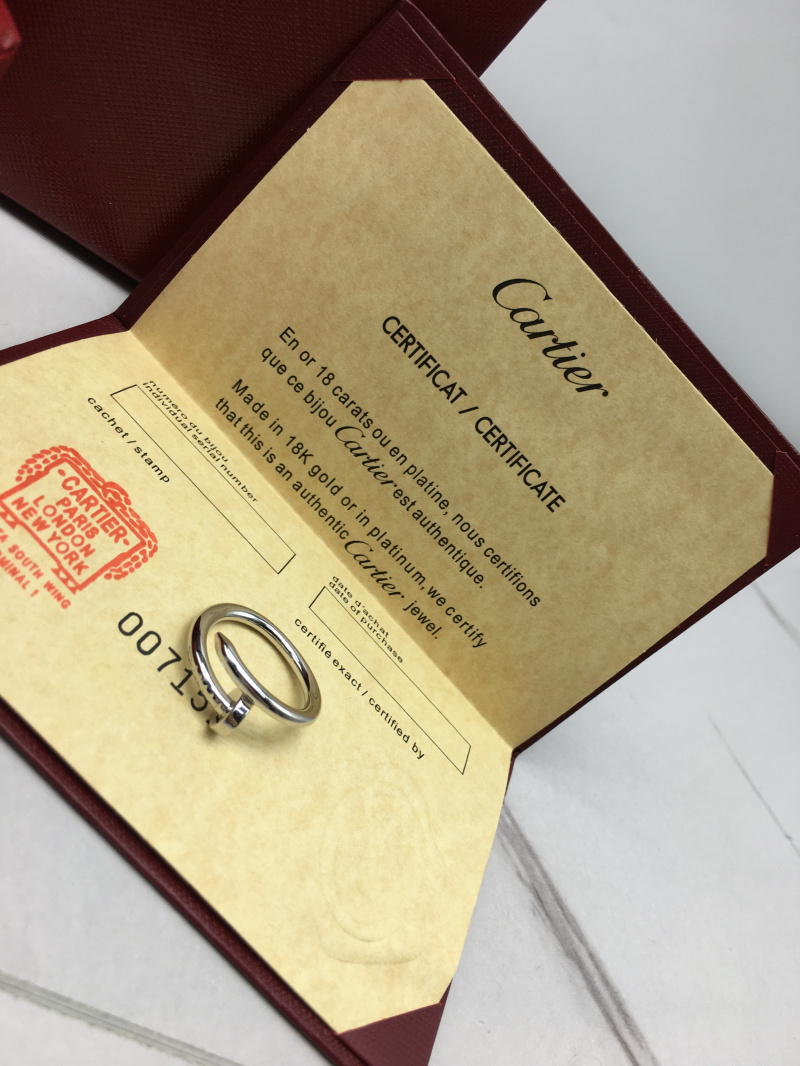 Cartier
CERTIFICAT / CERTIFICATE
En or 18 carats ou en platine, nous certifions
que ce bijou Cartier est authentique.
Made in 18K gold or in platinum, we certify
that this is an authentic Cartier jewel.
numéro du bijou
individual serial number
cachet / stamp
CARTIER
PARIS
LONDON
NEW YORK
SOUTH WING
date d'achat
date of purchase
certifié exact / certified by
00715